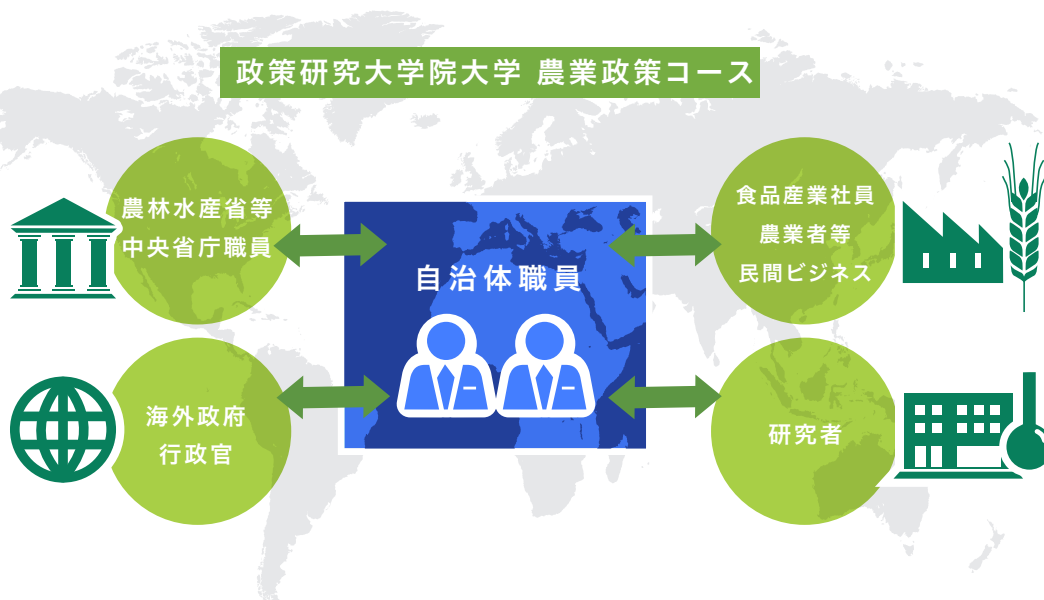 政策研究大学院大学 農業政策コース
農林水産省等
中央省庁職員
食品産業社員
農業者等
民間ビジネス
自治体職員
海外政府
行政官
研究者